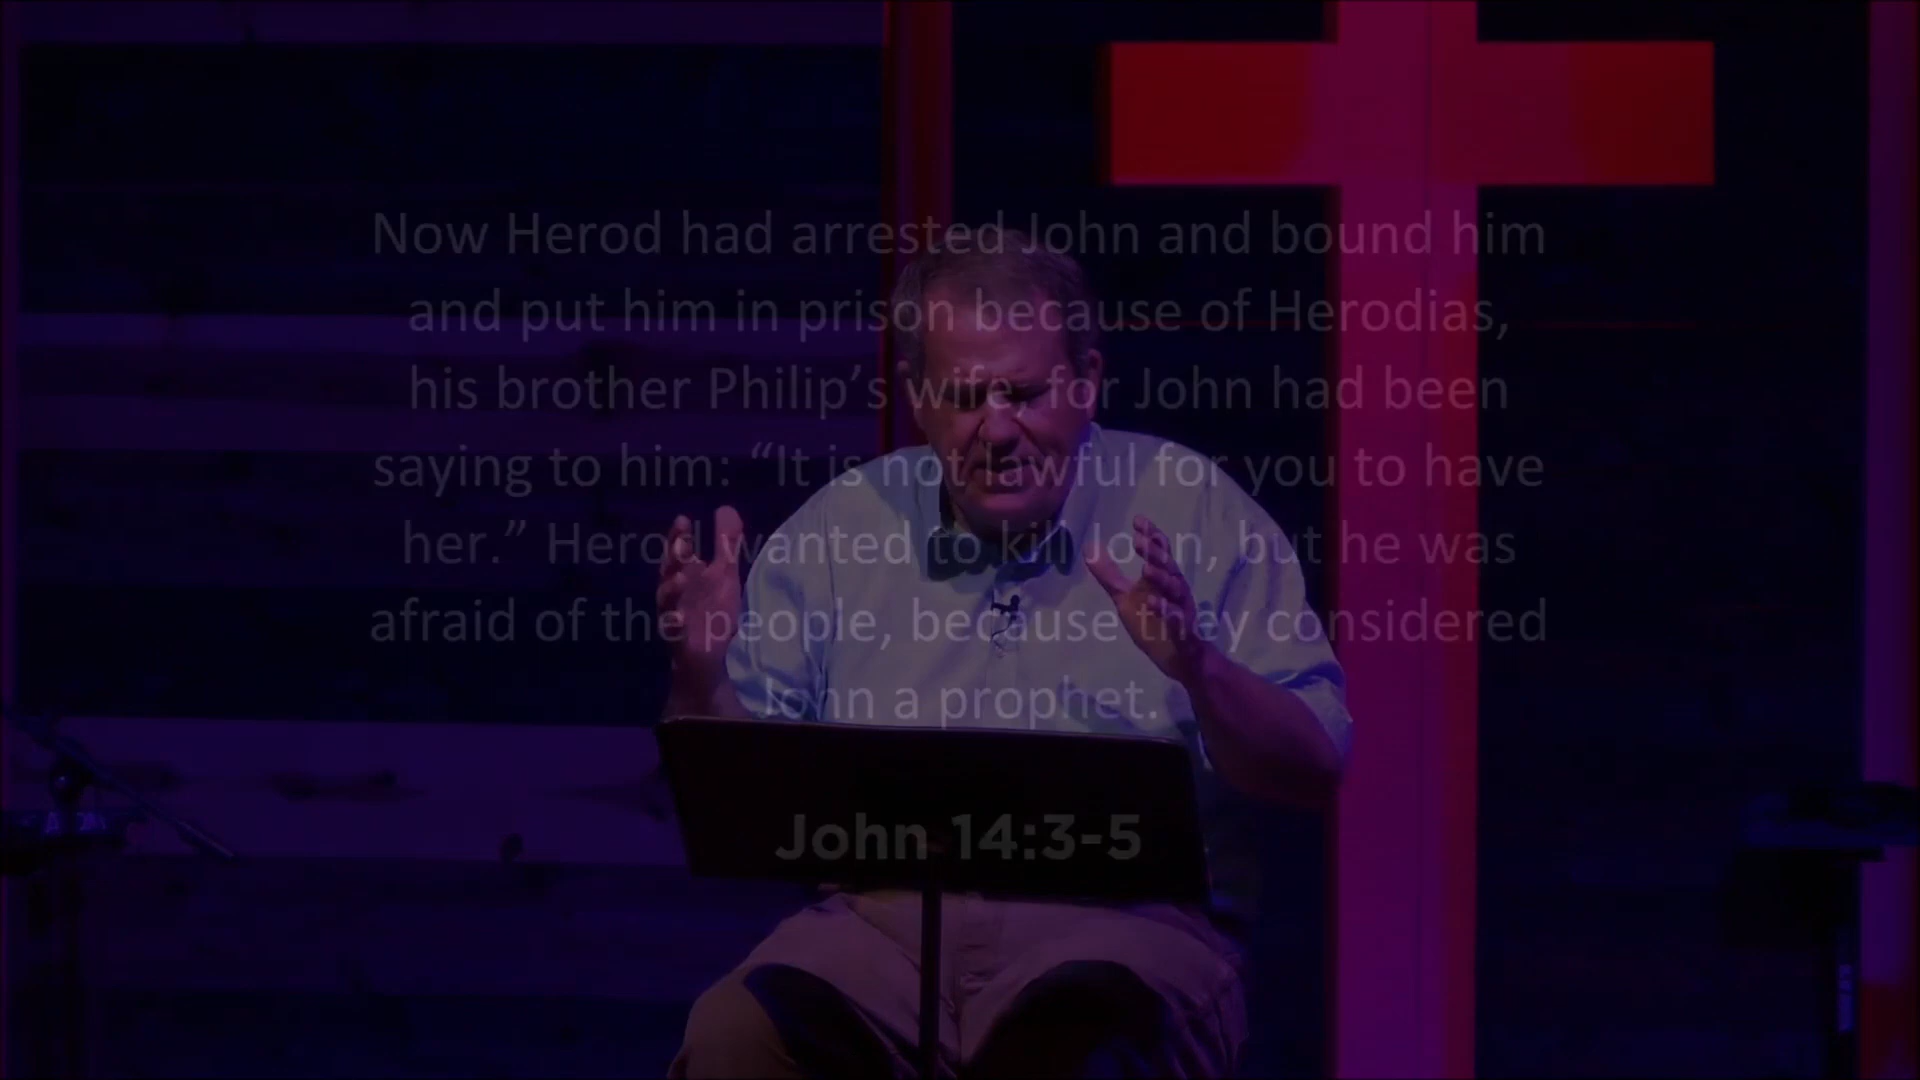 Now Herod had arrested John and bound him
and put him in prison because of Herodias,
his brother Philip’s wife, for John had been
saying to him: “It is not lawful for you to have
her.” Herod wanted to kill John, but he was
afraid of the people, because they considered
John a prophet.
John 14:3-5